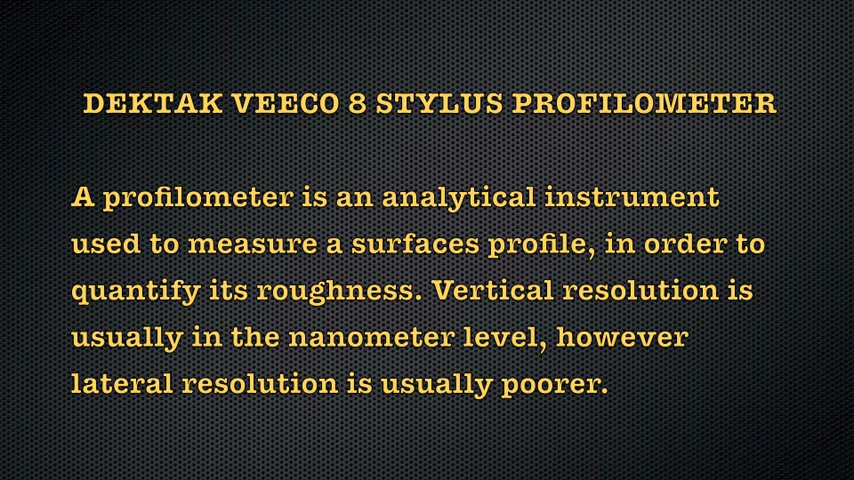 DEKTAK VEECO 8 STYLUS PROFILOMETER
A profilometer is an analytical instrument
used to measure a surfaces profile, in order to
quantify its roughness. Vertical resolution is
usually in the nanometer level, however
lateral resolution is usually poorer.